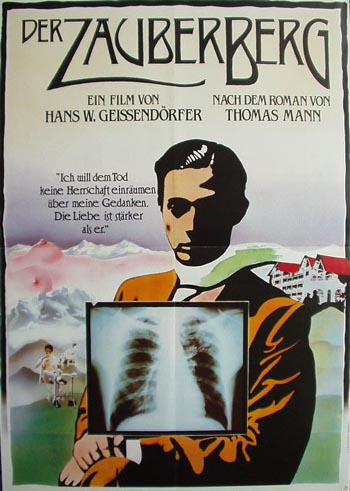 DER ZAUBERBERG
EIN FILM VON
HANS W. GEISSENDÖRFER
NACH DEM ROMAN VON
THOMAS MANN
"Ich will dem Tod
keine Herrschaft einräumen
über meine Gedanken.
Die Liebe ist stärker
als er."